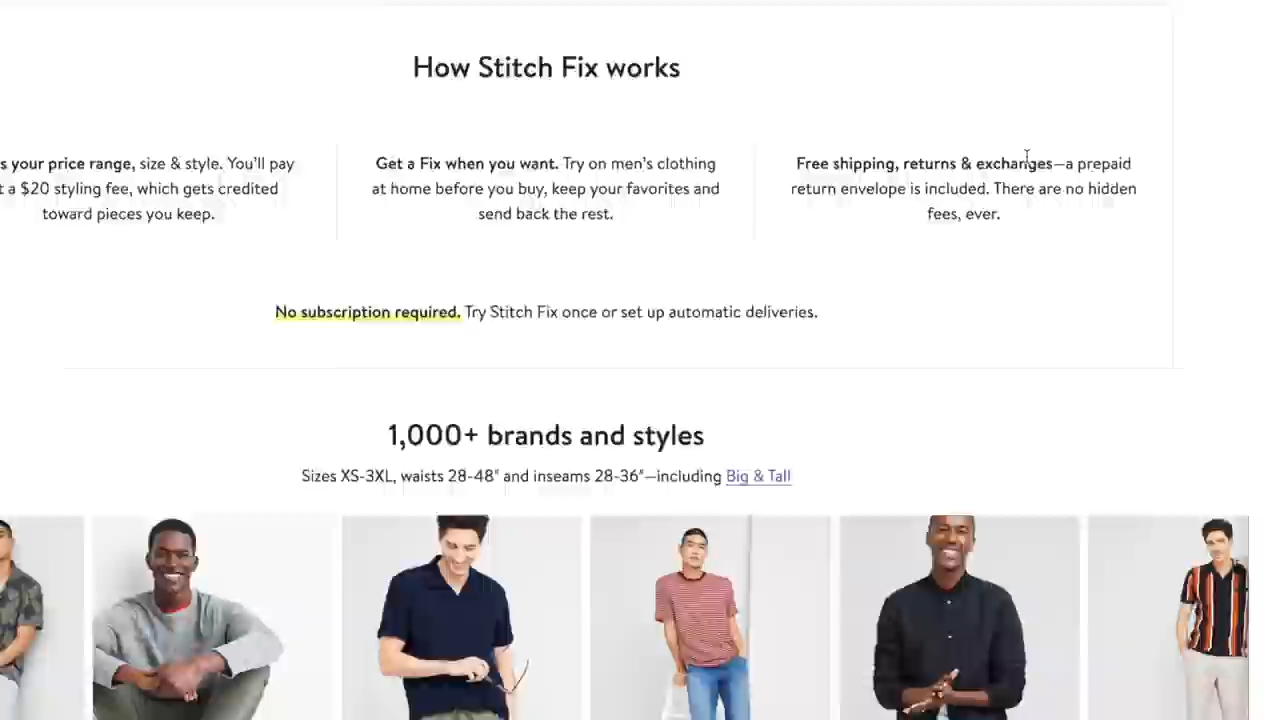 How Stitch Fix works
s your price range, size & style. You’ll pay
t a $20 styling fee, which gets credited
toward pieces you keep.
Get a Fix when you want. Try on men’s clothing
at home before you buy, keep your favorites and
send back the rest.
Free shipping, returns & exchanges—a prepaid
return envelope is included. There are no hidden
fees, ever.
No subscription required. Try Stitch Fix once or set up automatic deliveries.
1,000+ brands and styles
Sizes XS-3XL, waists 28-48" and inseams 28-36"—including Big & Tall